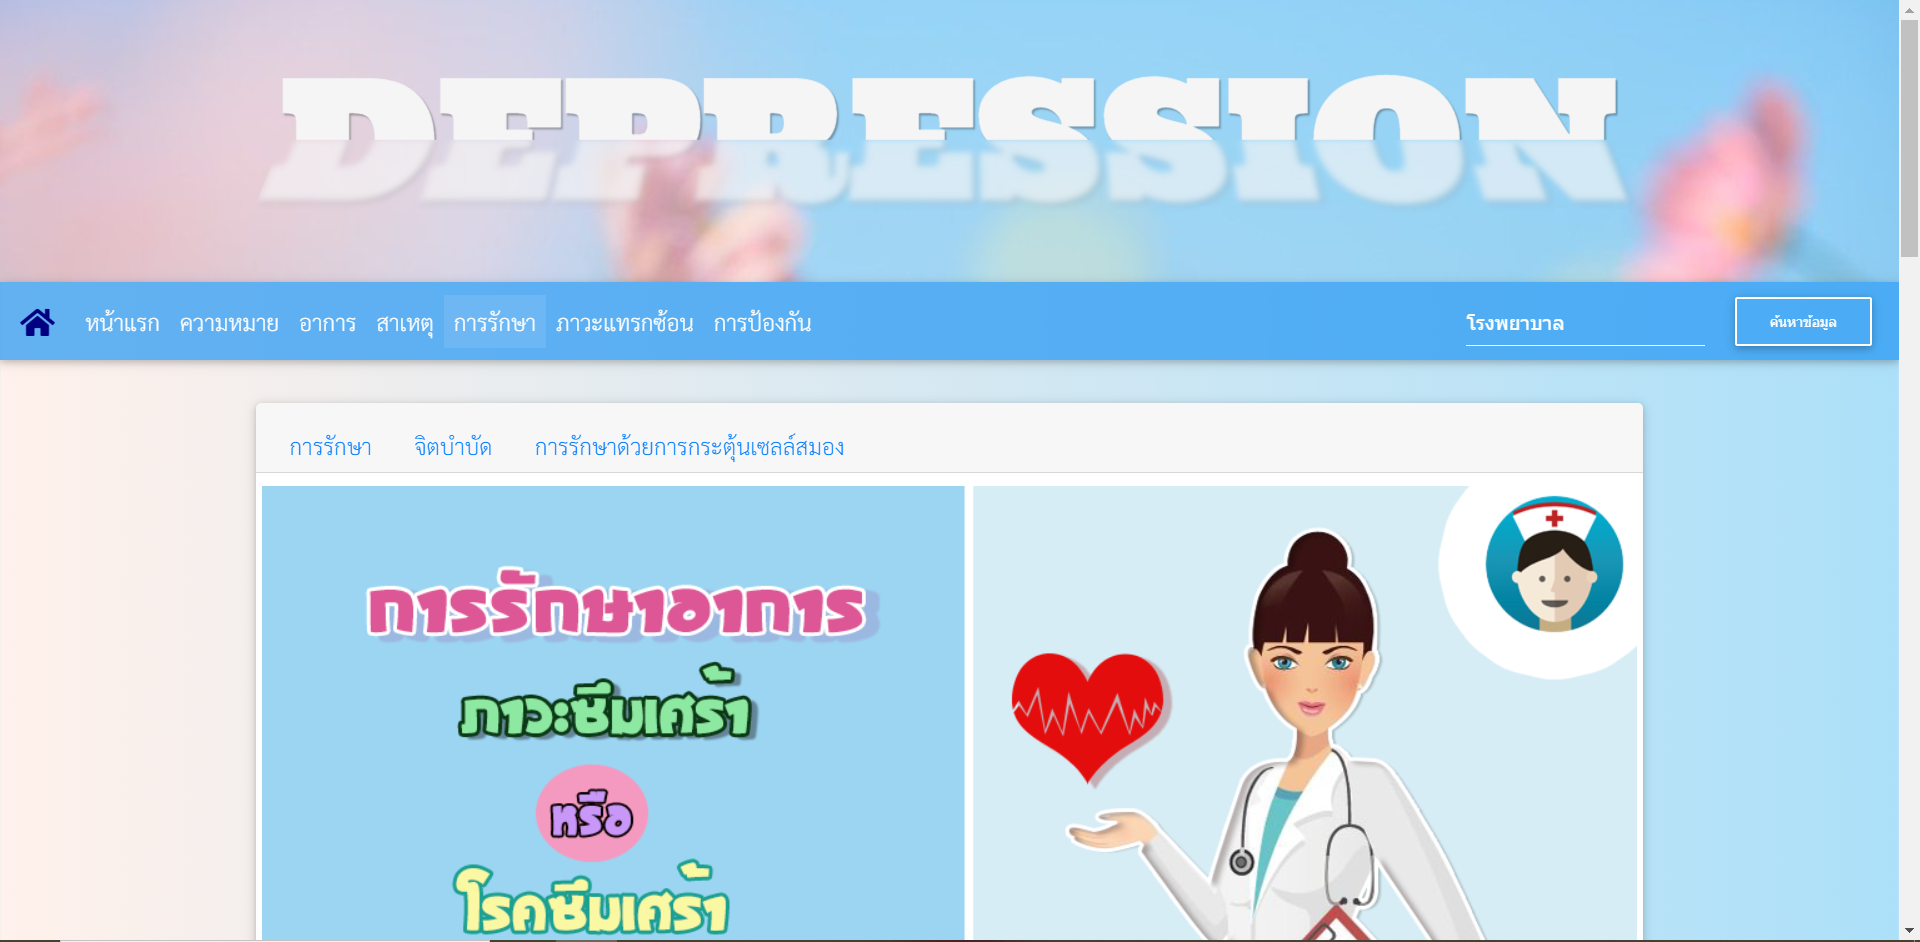 DEPRESSION
หน้าแรก ความหมาย อาการ สาเหตุ การรักษา ภาวะแทรกซ้อน การป้องกัน โรงพยาบาล ค้นหาข้อมูล
การรักษา จิตบำบัด การรักษาด้วยการกระตุ้นเซลล์สมอง
การรักษาอาการ
ภาวะซึมเศร้า
หรือ
โรคซึมเศร้า